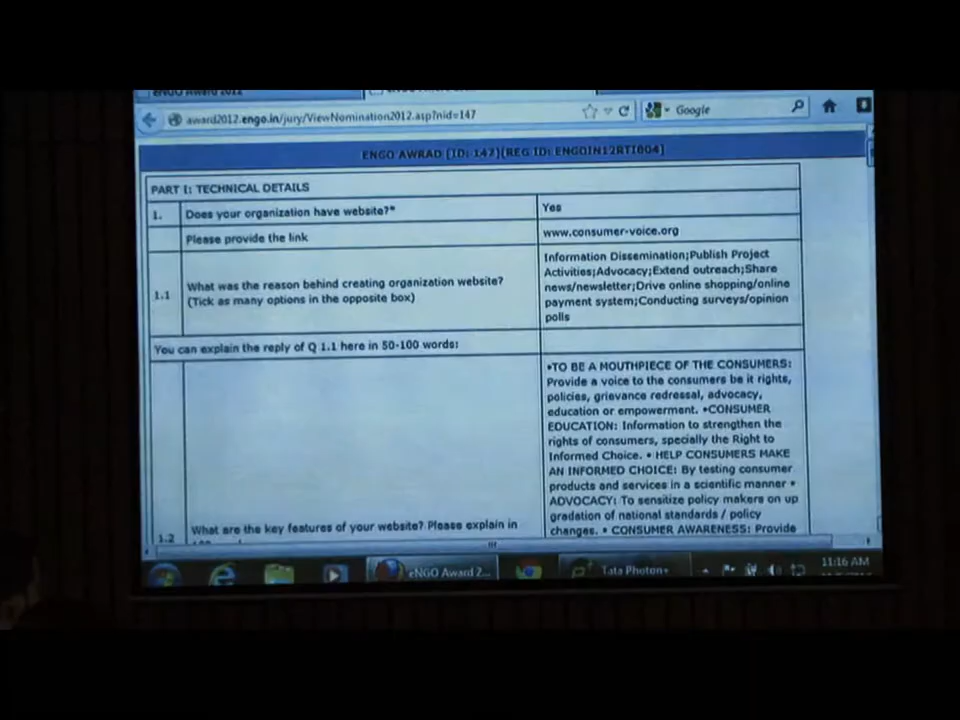 eNGO Award 2012
award2012.engo.in/jury/ViewNomination2012.asp?nid=147
Google
ENGO AWRAD [ID: 147](REG ID: ENGOIN12RTI804]
PART I: TECHNICAL DETAILS
1. Does your organization have website?* Yes
Please provide the link www.consumer-voice.org
1.1 What was the reason behind creating organization website?
(Tick as many options in the opposite box)
Information Dissemination;Publish Project
Activities;Advocacy;Extend outreach;Share
news/newsletter;Drive online shopping/online
payment system;Conducting surveys/opinion
polls
You can explain the reply of Q 1.1 here in 50-100 words:
1.2 What are the key features of your website? Please explain in
•TO BE A MOUTHPIECE OF THE CONSUMERS:
Provide a voice to the consumers be it rights,
policies, grievance redressal, advocacy,
education or empowerment. •CONSUMER
EDUCATION: Information to strengthen the
rights of consumers, specially the Right to
Informed Choice. • HELP CONSUMERS MAKE
AN INFORMED CHOICE: By testing consumer
products and services in a scientific manner •
ADVOCACY: To sensitize policy makers on up
gradation of national standards / policy
changes. • CONSUMER AWARENESS: Provide
eNGO Award 2...
Tata Photon+
11:16 AM